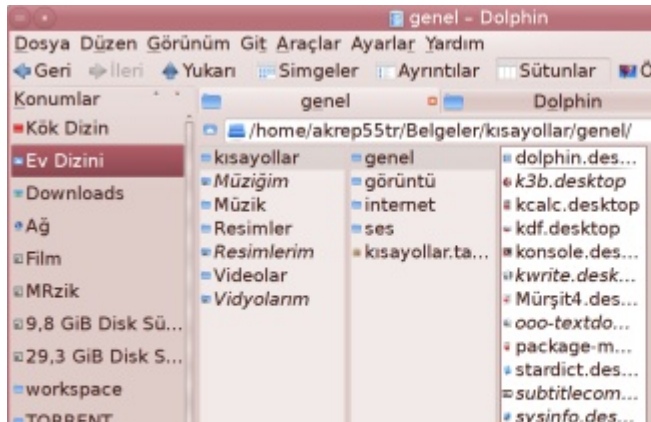 genel – Dolphin
Dosya Düzen Görünüm Git Araçlar Ayarlar Yardım
Geri İleri Yukarı Simgeler Ayrıntılar Sütunlar Ö
Konumlar
genel
Dolphin
/home/akrep55tr/Belgeler/kısayollar/genel/
Kök Dizin
Ev Dizini
Downloads
Ağ
Film
MRzik
9,8 GiB Disk Sü...
29,3 GiB Disk S...
workspace
TORRENT
kısayollar
Müziğim
Müzik
Resimler
Resimlerim
Videolar
Vidyolarım
genel
görüntü
internet
ses
kısayollar.ta...
dolphin.des...
k3b.desktop
kcalc.desktop
kdf.desktop
konsole.des...
kwrite.desk...
Mürşit4.des...
ooo-textdo...
package-m...
stardict.des...
subtitlecom...
sysinfo.des...